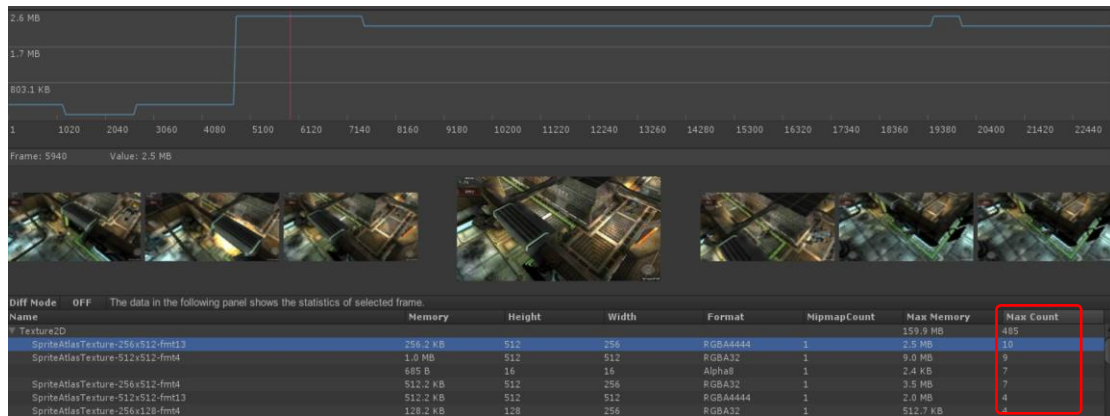 2.6 MB
1.7 MB
803.1 KB
1 1020 2040 3060 4080 5100 6120 7140 8160 9180 10200 11220 12240 13260 14280 15300 16320 17340 18360 19380 20400 21420 22440
Frame: 5940 Value: 2.5 MB
Diff Mode OFF The data in the following panel shows the statistics of selected frame.
Name Memory Height Width Format MipmapCount Max Memory Max Count
Texture2D 159.9 MB 485
SpriteAtlasTexture-256x512-fmt13 256.2 KB 512 256 RGBA4444 1 2.5 MB 10
SpriteAtlasTexture-512x512-fmt4 1.0 MB 512 512 RGBA32 1 9.0 MB 9
685 B 16 16 Alpha8 1 2.4 KB 7
SpriteAtlasTexture-256x512-fmt4 512.2 KB 512 256 RGBA32 1 3.5 MB 7
SpriteAtlasTexture-512x512-fmt13 512.2 KB 512 512 RGBA4444 1 2.0 MB 4
SpriteAtlasTexture-256x128-fmt4 128.2 KB 128 256 RGBA32 1 512.7 KB 4